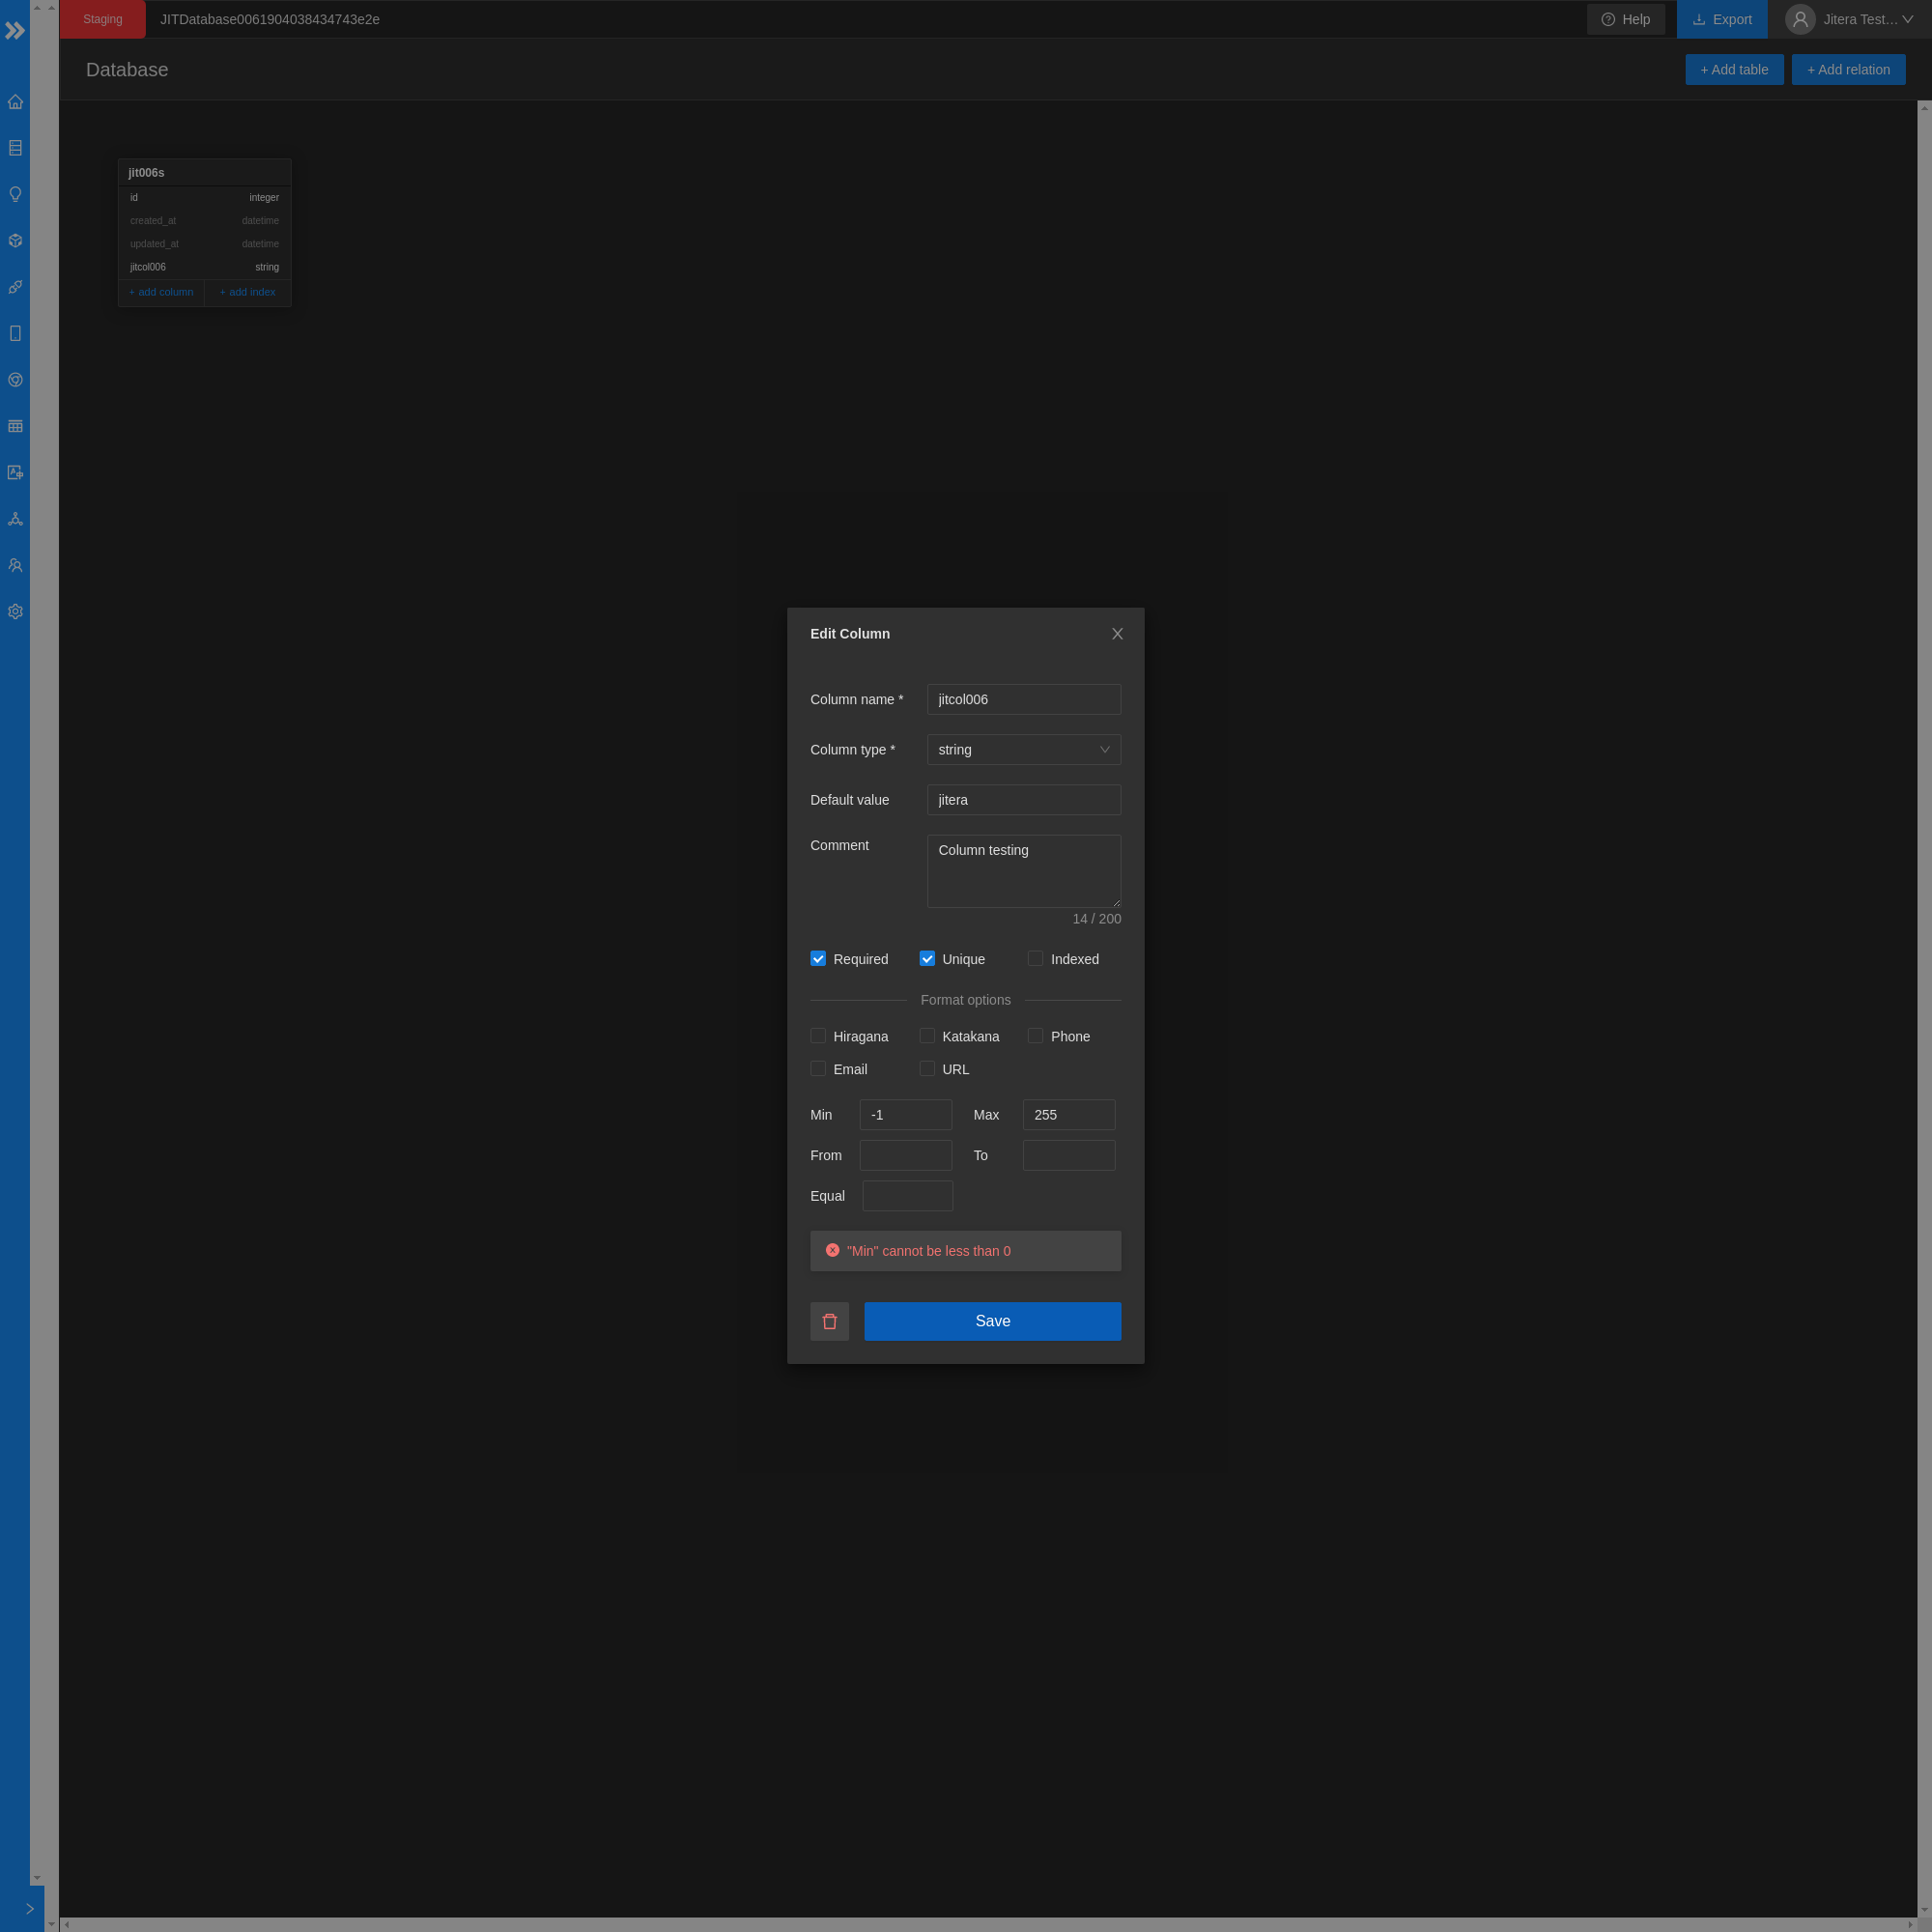 Staging
JITDatabase0061904038434743e2e
Help
Export
Jitera Test...
Database
+ Add table
+ Add relation
jit006s
id integer
created_at datetime
updated_at datetime
jitcol006 string
+ add column
+ add index
Edit Column
Column name * jitcol006
Column type * string
Default value jitera
Comment Column testing
14 / 200
Required Unique Indexed
Format options
Hiragana Katakana Phone
Email URL
Min -1 Max 255
From To
Equal
"Min" cannot be less than 0
Save